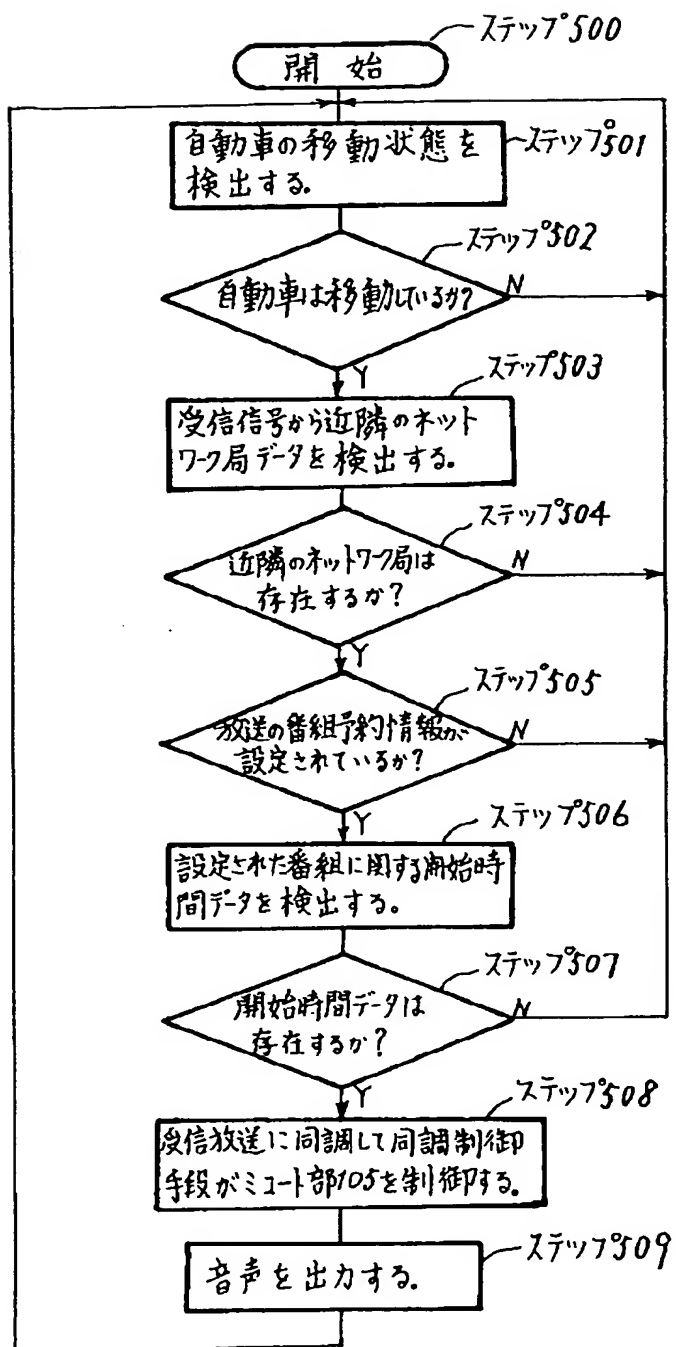 ステップ500
開始
自動車の移動状態を
検出する.
ステップ501
ステップ502
自動車は移動しているか?
N
Y
ステップ503
受信信号から近隣のネット
ワーク局データを検出する.
ステップ504
近隣のネットワーク局は
存在するか?
N
Y
ステップ505
放送の番組予約情報が
設定されているか?
N
Y
ステップ506
設定された番組に関する開始時
間データを検出する。
ステップ507
開始時間データは
存在するか?
N
Y
ステップ508
受信放送に同調して同調制御
手段がミュート部105を制御する。
ステップ509
音声を出力する.